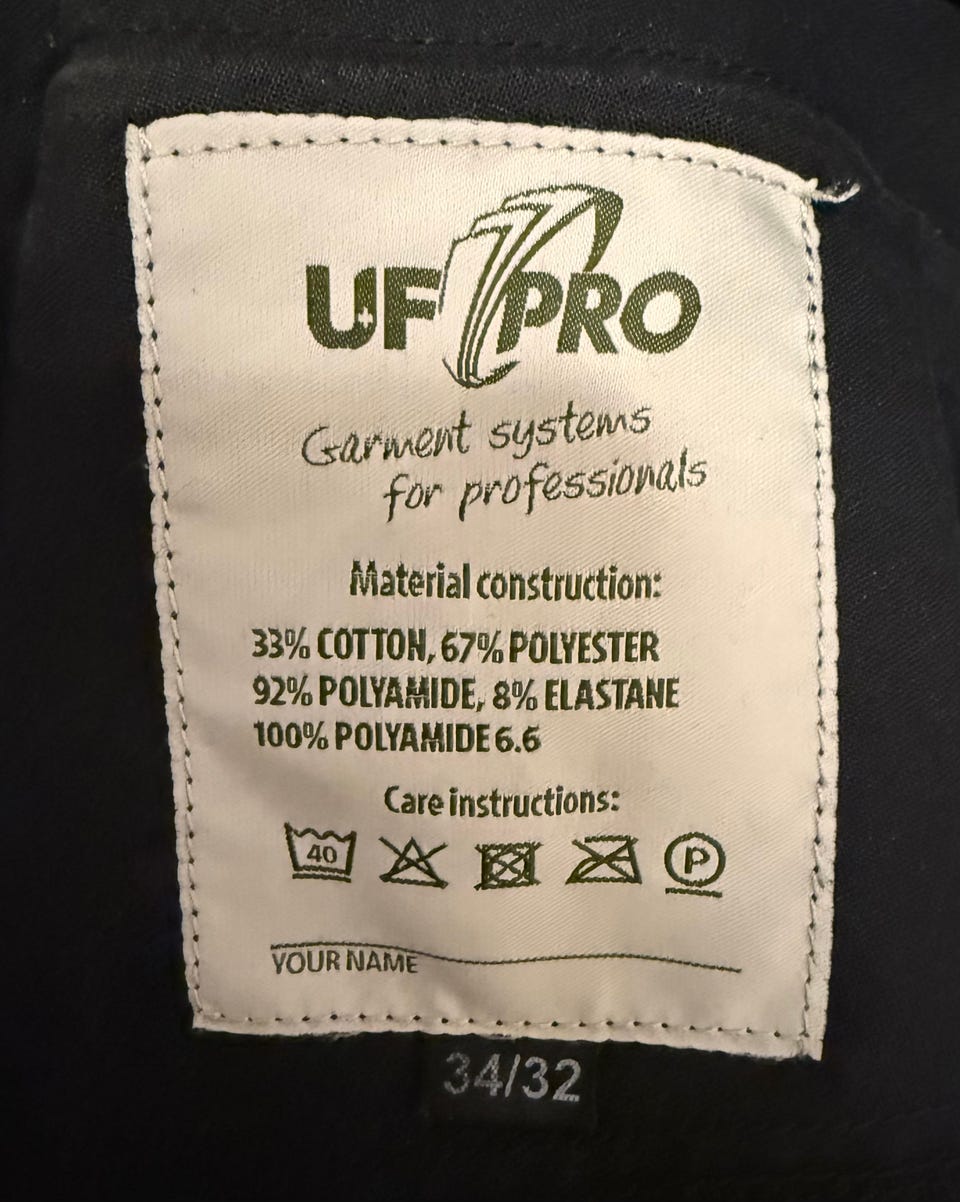 UF PRO
Garment systems
for professionals
Material construction:
33% COTTON, 67% POLYESTER
92% POLYAMIDE, 8% ELASTANE
100% POLYAMIDE 6.6
Care instructions:
40 P
YOUR NAME
34/32